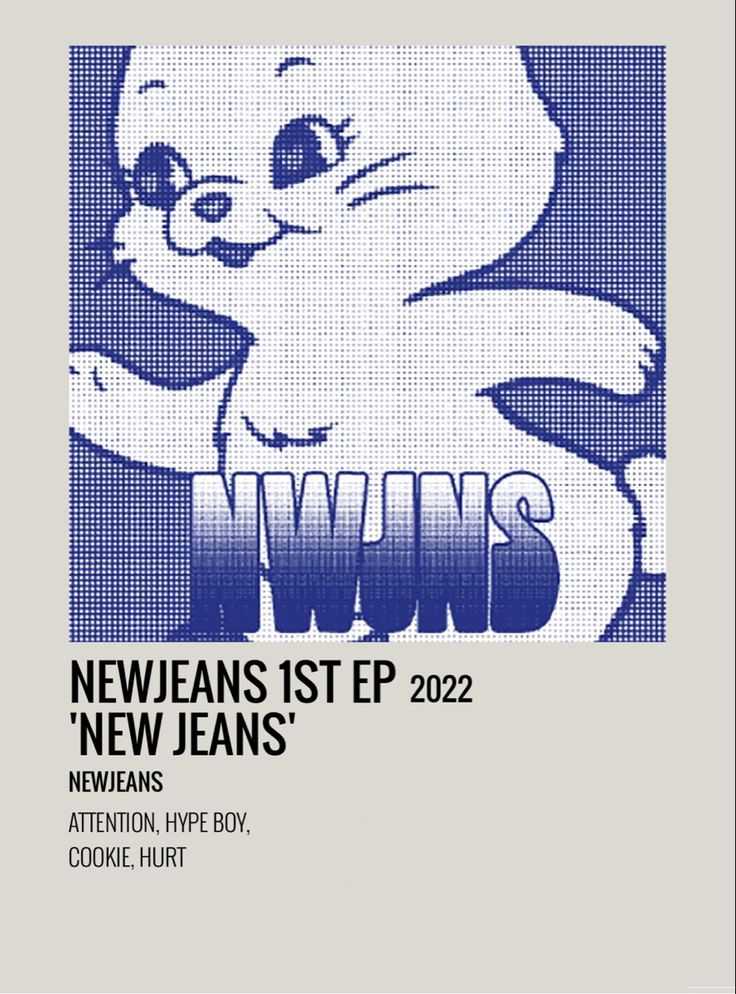 NWJNS
NEWJEANS 1ST EP 2022
'NEW JEANS'
NEWJEANS
ATTENTION, HYPE BOY,
COOKIE, HURT